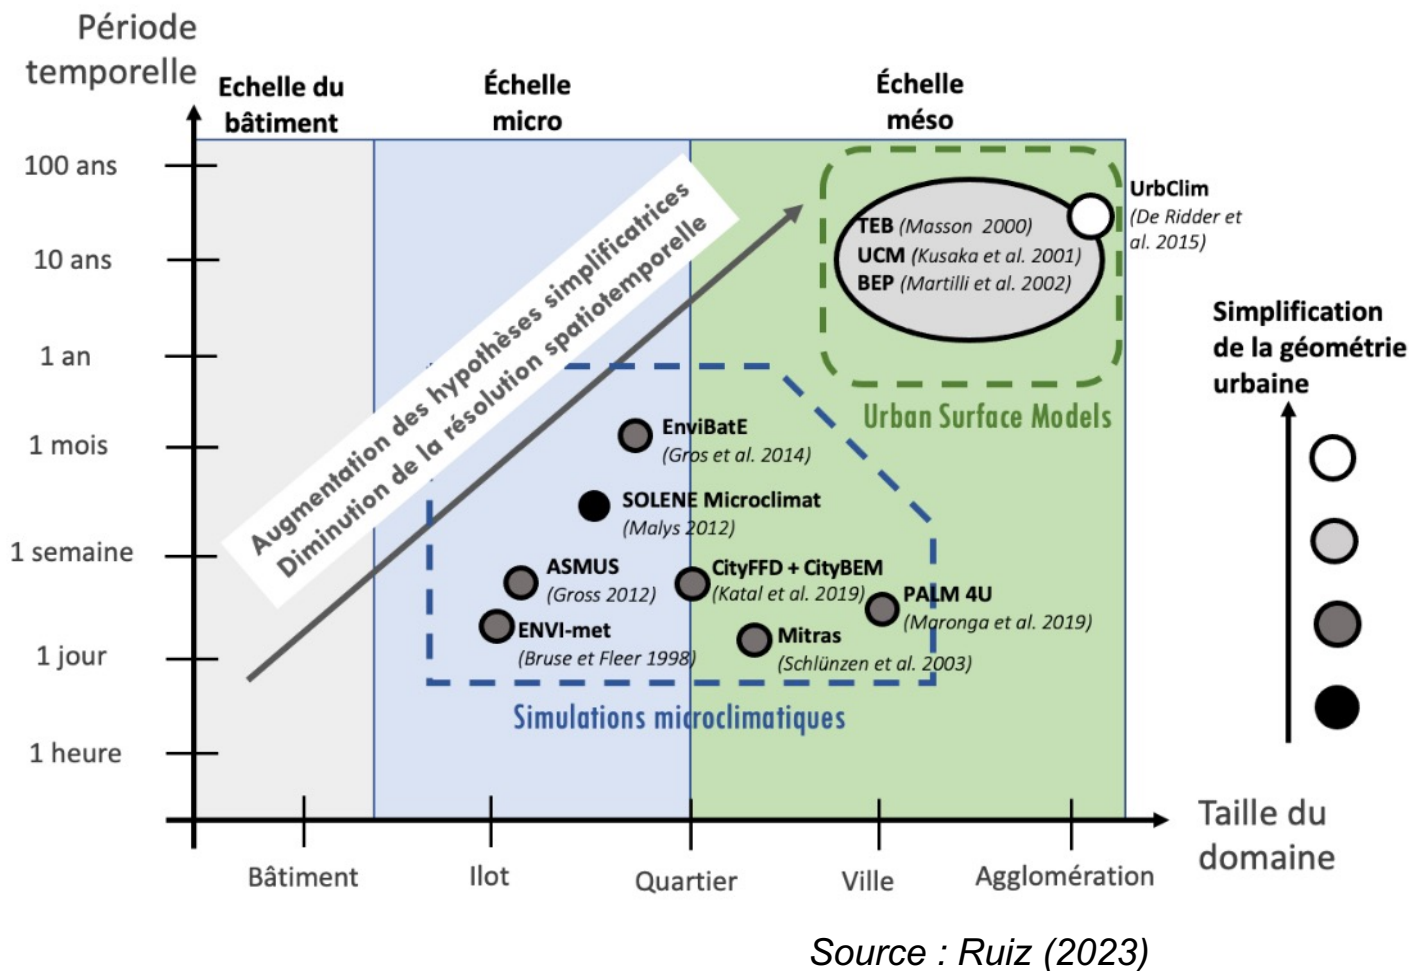 Période
temporelle
Echelle du
bâtiment
Échelle
micro
Échelle
méso
100 ans
10 ans
1 an
1 mois
1 semaine
1 jour
1 heure
Augmentation des hypothèses simplificatrices
Diminution de la résolution spatiotemporelle
TEB (Masson 2000)
UCM (Kusaka et al. 2001)
BEP (Martilli et al. 2002)
UrbClim
(De Ridder et
al. 2015)
Urban Surface Models
EnviBatE
(Gros et al. 2014)
SOLENE Microclimat
(Malys 2012)
ASMUS
(Gross 2012)
CityFFD + CityBEM
(Katal et al. 2019)
PALM 4U
(Maronga et al. 2019)
ENVI-met
(Bruse et Fleer 1998)
Mitras
(Schlünzen et al. 2003)
Simulations microclimatiques
Simplification
de la géométrie
urbaine
Bâtiment
Ilot
Quartier
Ville
Agglomération
Taille du
domaine
Source : Ruiz (2023)